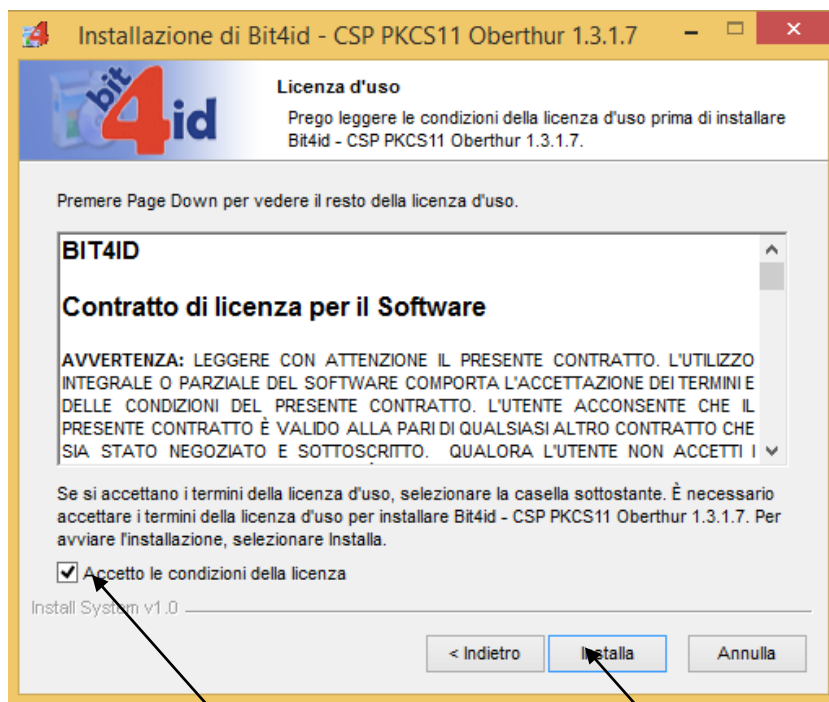 Installazione di Bit4id - CSP PKCS11 Oberthur 1.3.1.7
bit
4id
Licenza d'uso
Prego leggere le condizioni della licenza d'uso prima di installare
Bit4id - CSP PKCS11 Oberthur 1.3.1.7.
Premere Page Down per vedere il resto della licenza d'uso.
BIT4ID
Contratto di licenza per il Software
AVVERTENZA: LEGGERE CON ATTENZIONE IL PRESENTE CONTRATTO. L'UTILIZZO
INTEGRALE O PARZIALE DEL SOFTWARE COMPORTA L'ACCETTAZIONE DEI TERMINI E
DELLE CONDIZIONI DEL PRESENTE CONTRATTO. L'UTENTE ACCONSENTE CHE IL
PRESENTE CONTRATTO È VALIDO ALLA PARI DI QUALSIASI ALTRO CONTRATTO CHE
SIA STATO NEGOZIATO E SOTTOSCRITTO. QUALORA L'UTENTE NON ACCETTI I
Se si accettano i termini della licenza d'uso, selezionare la casella sottostante. È necessario
accettare i termini della licenza d'uso per installare Bit4id - CSP PKCS11 Oberthur 1.3.1.7. Per
avviare l'installazione, selezionare Installa.
Accetto le condizioni della licenza
Install System v1.0
< Indietro
Installa
Annulla